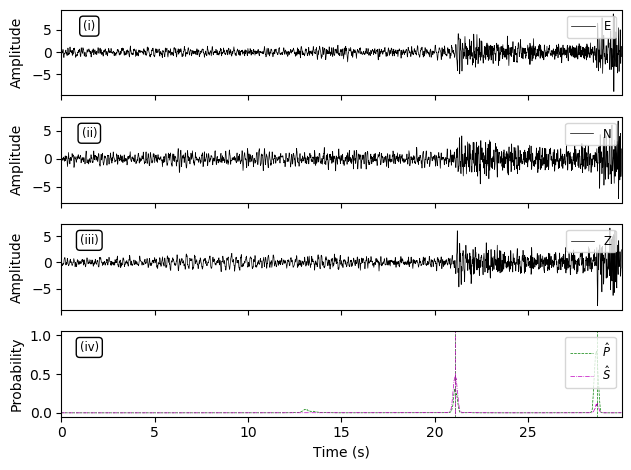 (i)
E
Amplitude
5
0
−5
(ii)
N
Amplitude
5
0
−5
(iii)
Z
Amplitude
5
0
−5
(iv)
P̂
Ŝ
Probability
1.0
0.5
0.0
0 5 10 15 20 25
Time (s)